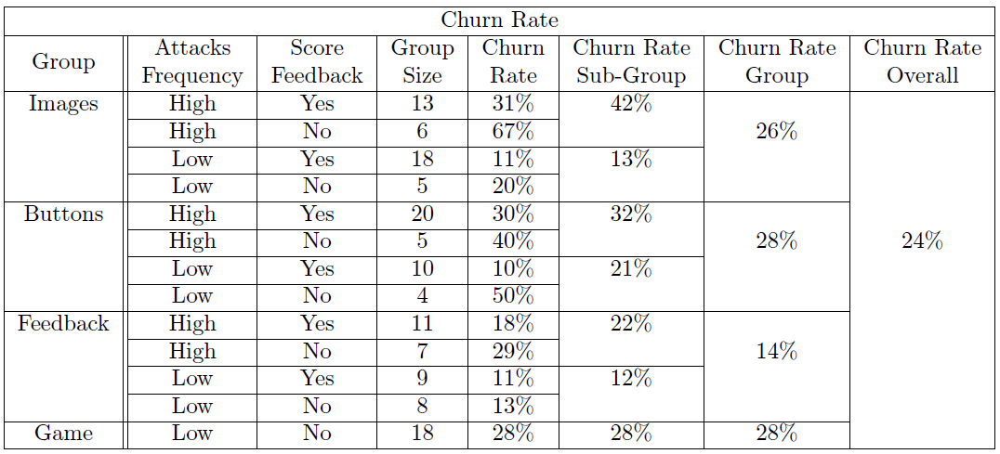 Churn Rate
Group Attacks Frequency Score Feedback Group Size Churn Rate Churn Rate Sub-Group Churn Rate Group Churn Rate Overall
Images High Yes 13 31% 42%
High No 6 67% 26%
Low Yes 18 11% 13%
Low No 5 20%
Buttons High Yes 20 30% 32%
High No 5 40% 28% 24%
Low Yes 10 10% 21%
Low No 4 50%
Feedback High Yes 11 18% 22%
High No 7 29% 14%
Low Yes 9 11% 12%
Low No 8 13%
Game Low No 18 28% 28% 28%